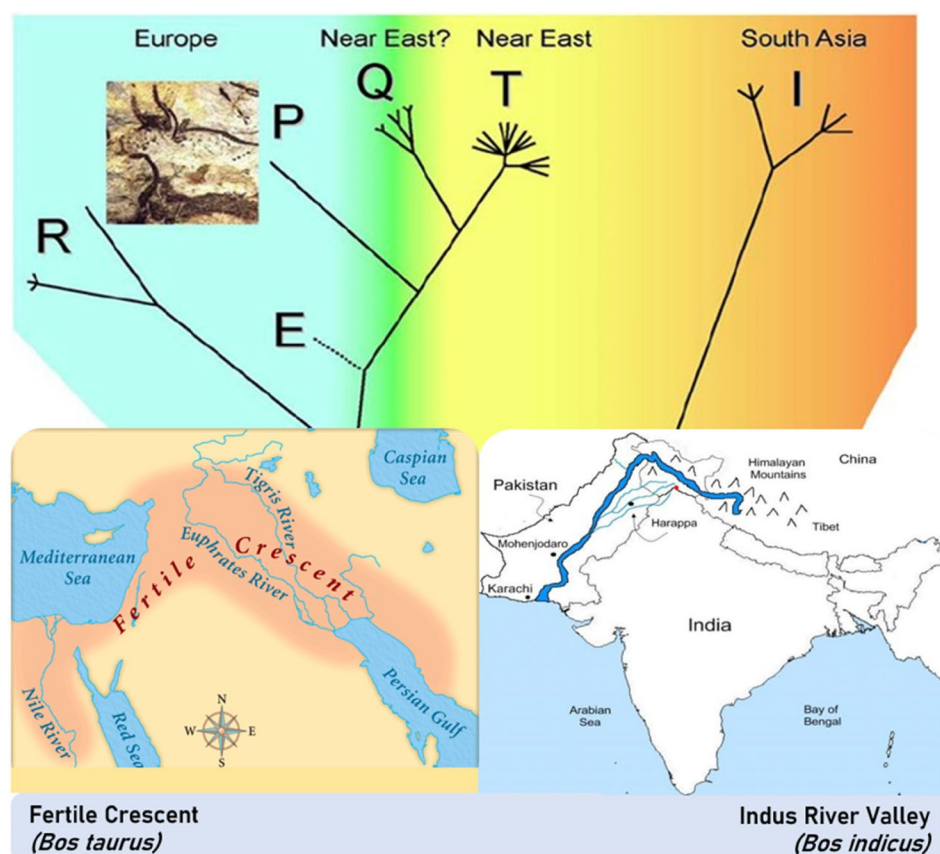 Europe
Near East?
Near East
South Asia
R
P
Q
T
I
E
Caspian
Sea
Tigris River
Mediterranean
Sea
Euphrates River
Fertile Crescent
Nile River
Red Sea
Persian Gulf
N
W
E
S
China
Himalayan
Mountains
Pakistan
Tibet
Harappa
Mohenjodaro
Karachi
India
Arabian
Sea
Bay of
Bengal
Fertile Crescent
(Bos taurus)
Indus River Valley
(Bos indicus)